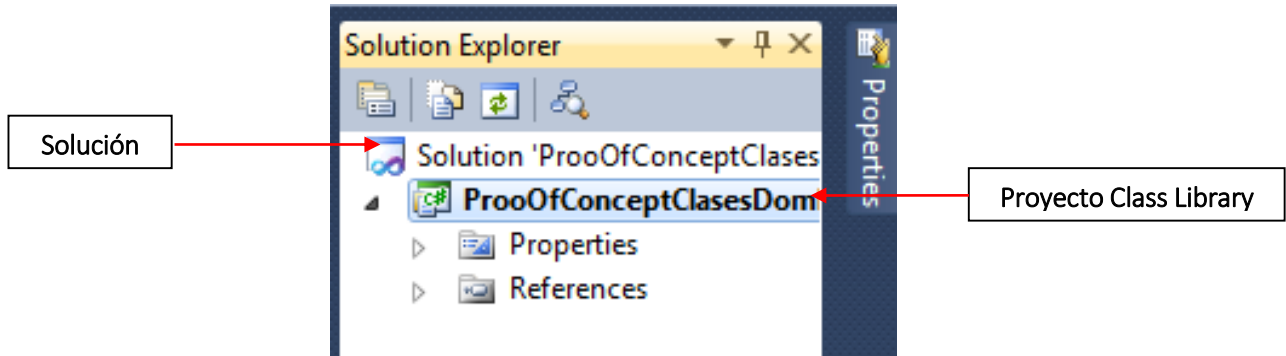 Solution Explorer
Properties
Solución
Solution 'ProoOfConceptClases
C#
ProoOfConceptClasesDom
Proyecto Class Library
Properties
References